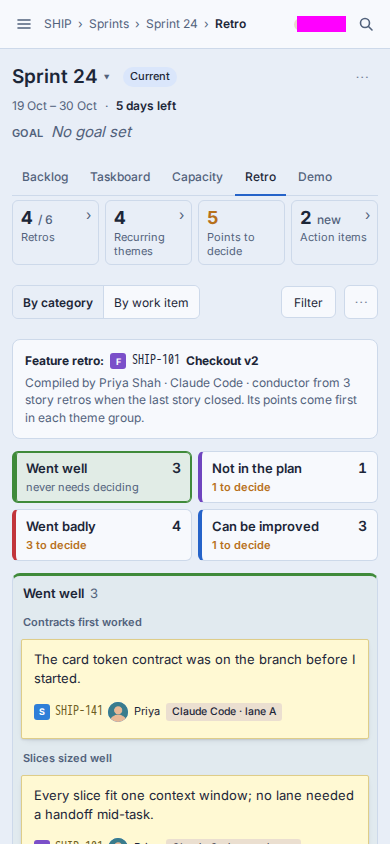 SHIP › Sprints › Sprint 24 › Retro
Sprint 24 ▾ Current ...
19 Oct – 30 Oct · 5 days left
GOAL No goal set
Backlog Taskboard Capacity Retro Demo
4 / 6 ›
Retros
4 ›
Recurring themes
5
Points to decide
2 new ›
Action items
By category By work item Filter ...
Feature retro: F SHIP-101 Checkout v2
Compiled by Priya Shah · Claude Code · conductor from 3
story retros when the last story closed. Its points come first
in each theme group.
Went well 3
never needs deciding
Not in the plan 1
1 to decide
Went badly 4
3 to decide
Can be improved 3
1 to decide
Went well 3
Contracts first worked
The card token contract was on the branch before I
started.
S SHIP-141 Priya Claude Code · lane A
Slices sized well
Every slice fit one context window; no lane needed
a handoff mid-task.